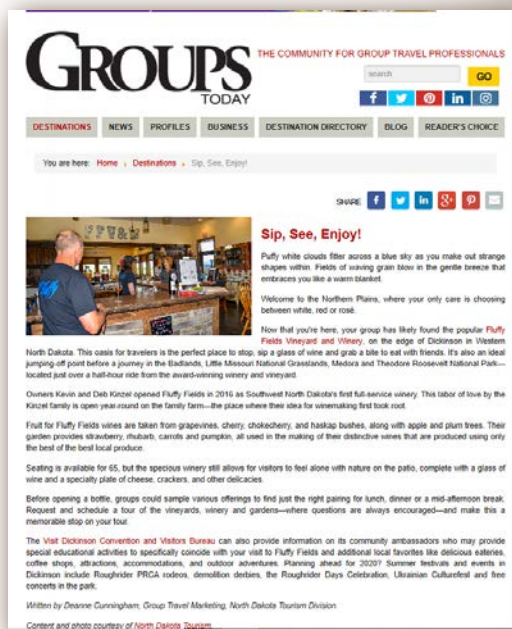 GROUPS
TODAY
THE COMMUNITY FOR GROUP TRAVEL PROFESSIONALS
search
GO
DESTINATIONS NEWS PROFILES BUSINESS DESTINATION DIRECTORY BLOG READER'S CHOICE
You are here: Home › Destinations › Sip, See, Enjoy!
SHARE
Sip, See, Enjoy!
Puffy white clouds flitter across a blue sky as you make out strange
shapes within. Fields of waving grain blow in the gentle breeze that
embraces you like a warm blanket.
Welcome to the Northern Plains, where your only care is choosing
between white, red or rosé.
Now that you're here, your group has likely found the popular Fluffy
Fields Vineyard and Winery, on the edge of Dickinson in Western
North Dakota. This oasis for travelers is the perfect place to stop, sip a glass of wine and grab a bite to eat with friends. It's also an ideal
jumping-off point before a journey in the Badlands, Little Missouri National Grasslands, Medora and Theodore Roosevelt National Park—
located just over a half-hour ride from the award-winning winery and vineyard.
Owners Kevin and Deb Kinzel opened Fluffy Fields in 2016 as Southwest North Dakota's first full-service winery. This labor of love by the
Kinzel family is open year-round on the family farm—the place where their idea for winemaking first took root.
Fruit for Fluffy Fields wines are taken from grapevines, cherry, chokecherry, and haskap bushes, along with apple and plum trees. Their
garden provides strawberry, rhubarb, carrots and pumpkin, all used in the making of their distinctive wines that are produced using only
the best of the best local produce.
Seating is available for 65, but the specious winery still allows for visitors to feel alone with nature on the patio, complete with a glass of
wine and a specialty plate of cheese, crackers, and other delicacies.
Before opening a bottle, groups could sample various offerings to find just the right pairing for lunch, dinner or a mid-afternoon break.
Request and schedule a tour of the vineyards, winery and gardens—where questions are always encouraged—and make this a
memorable stop on your tour.
The Visit Dickinson Convention and Visitors Bureau can also provide information on its community ambassadors who may provide
special educational activities to specifically coincide with your visit to Fluffy Fields and additional local favorites like delicious eateries,
coffee shops, attractions, accommodations, and outdoor adventures. Planning ahead for 2020? Summer festivals and events in
Dickinson include Roughrider PRCA rodeos, demolition derbies, the Roughrider Days Celebration, Ukrainian Culturefest and free
concerts in the park.
Written by Deanne Cunningham, Group Travel Marketing, North Dakota Tourism Division
Content and photo courtesy of North Dakota Tourism.